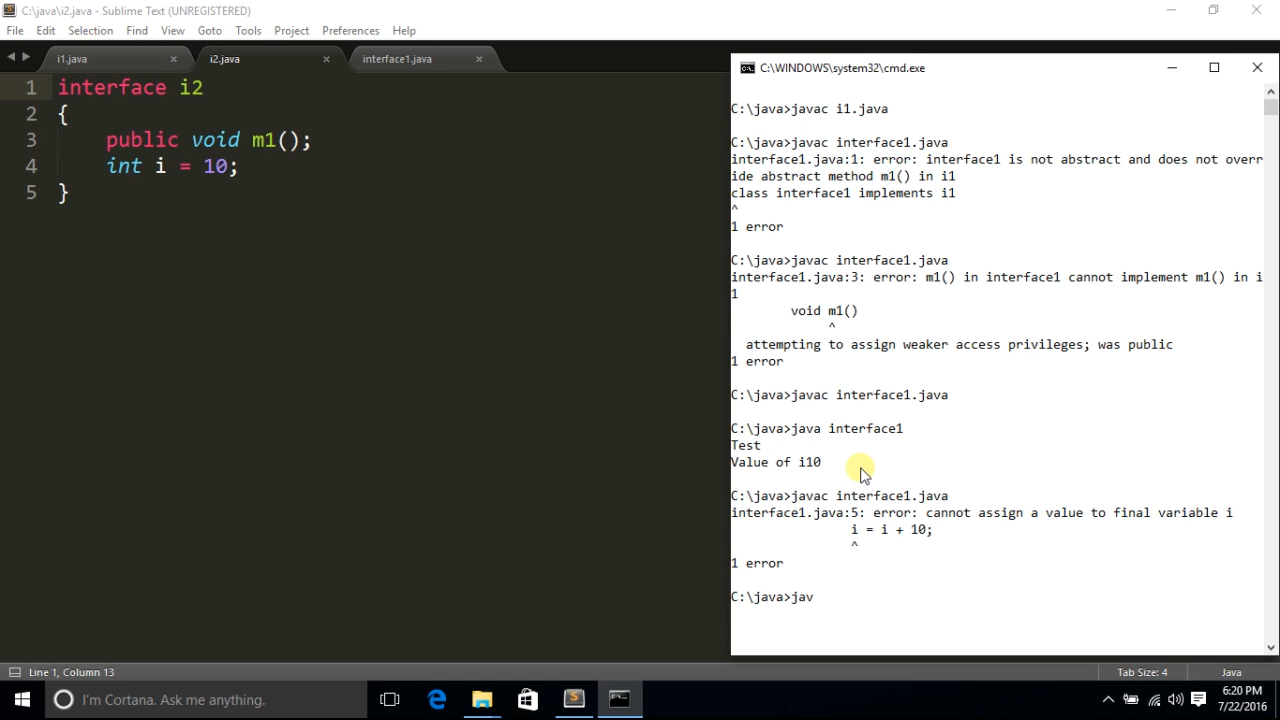 C:\java\i2.java - Sublime Text (UNREGISTERED)
File Edit Selection Find View Goto Tools Project Preferences Help
i1.java × i2.java × interface1.java ×
1 interface i2
2 {
3 public void m1();
4 int i = 10;
5 }
C:\WINDOWS\system32\cmd.exe
C:\java>javac i1.java
C:\java>javac interface1.java
interface1.java:1: error: interface1 is not abstract and does not overr
ide abstract method m1() in i1
class interface1 implements i1
^
1 error
C:\java>javac interface1.java
interface1.java:3: error: m1() in interface1 cannot implement m1() in i
1
void m1()
^
attempting to assign weaker access privileges; was public
1 error
C:\java>javac interface1.java
C:\java>java interface1
Test
Value of i10
C:\java>javac interface1.java
interface1.java:5: error: cannot assign a value to final variable i
i = i + 10;
^
1 error
C:\java>jav
Line 1, Column 13 Tab Size: 4 Java
I'm Cortana. Ask me anything.
6:20 PM
7/22/2016